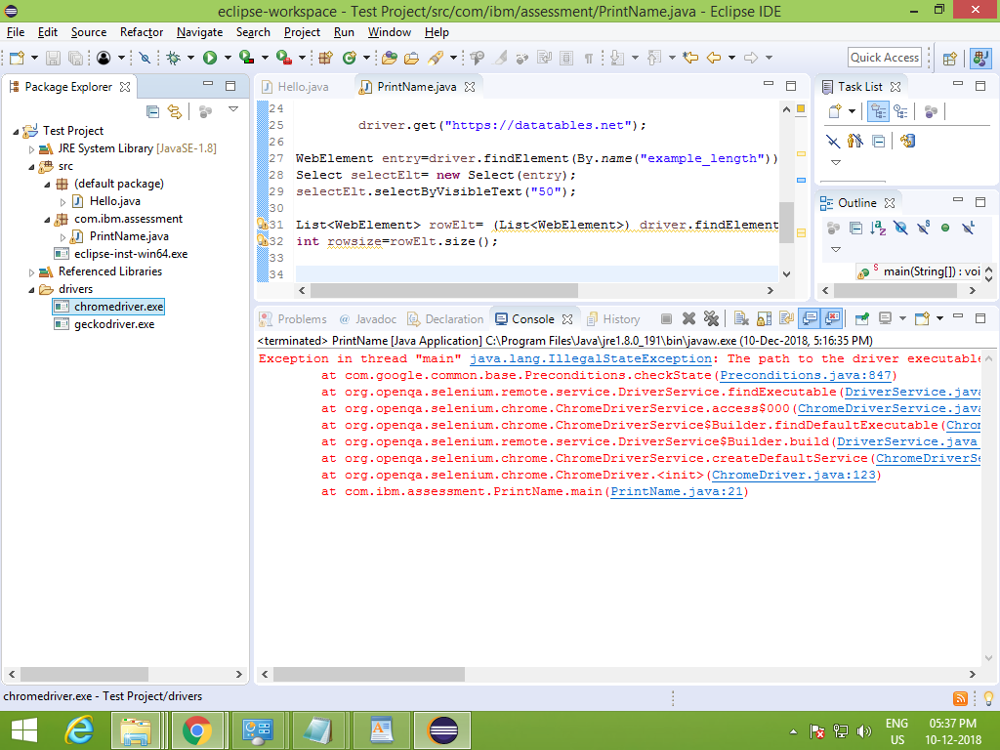 eclipse-workspace - Test Project/src/com/ibm/assessment/PrintName.java - Eclipse IDE
File Edit Source Refactor Navigate Search Project Run Window Help
Quick Access
Package Explorer
Test Project
JRE System Library [JavaSE-1.8]
src
(default package)
Hello.java
com.ibm.assessment
PrintName.java
eclipse-inst-win64.exe
Referenced Libraries
drivers
chromedriver.exe
geckodriver.exe
Hello.java PrintName.java
24
25 driver.get("https://datatables.net");
26
27 WebElement entry=driver.findElement(By.name("example_length"))
28 Select selectElt= new Select(entry);
29 selectElt.selectByVisibleText("50");
30
31 List<WebElement> rowElt= (List<WebElement>) driver.findElement
32 int rowsize=rowElt.size();
33
34
Task List
Outline
main(String[]) : voi
Problems Javadoc Declaration Console History
<terminated> PrintName [Java Application] C:\Program Files\Java\jre1.8.0_191\bin\javaw.exe (10-Dec-2018, 5:16:35 PM)
Exception in thread "main" java.lang.IllegalStateException: The path to the driver executable
at com.google.common.base.Preconditions.checkState(Preconditions.java:847)
at org.openqa.selenium.remote.service.DriverService.findExecutable(DriverService.java
at org.openqa.selenium.chrome.ChromeDriverService.access$000(ChromeDriverService.java
at org.openqa.selenium.chrome.ChromeDriverService$Builder.findDefaultExecutable(Chrom
at org.openqa.selenium.remote.service.DriverService$Builder.build(DriverService.java
at org.openqa.selenium.chrome.ChromeDriverService.createDefaultService(ChromeDriverSe
at org.openqa.selenium.chrome.ChromeDriver.<init>(ChromeDriver.java:123)
at com.ibm.assessment.PrintName.main(PrintName.java:21)
chromedriver.exe - Test Project/drivers
ENG
US
05:37 PM
10-12-2018